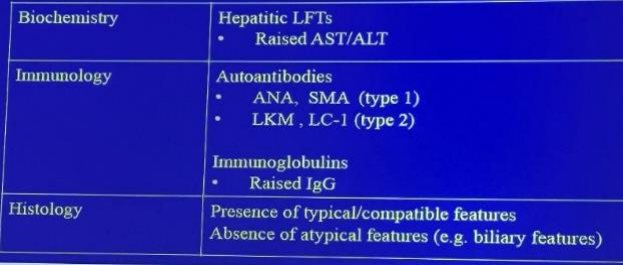 Biochemistry
Hepatitic LFTs
• Raised AST/ALT
Immunology
Autoantibodies
• ANA, SMA (type 1)
• LKM , LC-1 (type 2)
Immunoglobulins
• Raised IgG
Histology
Presence of typical/compatible features
Absence of atypical features (e.g. biliary features)